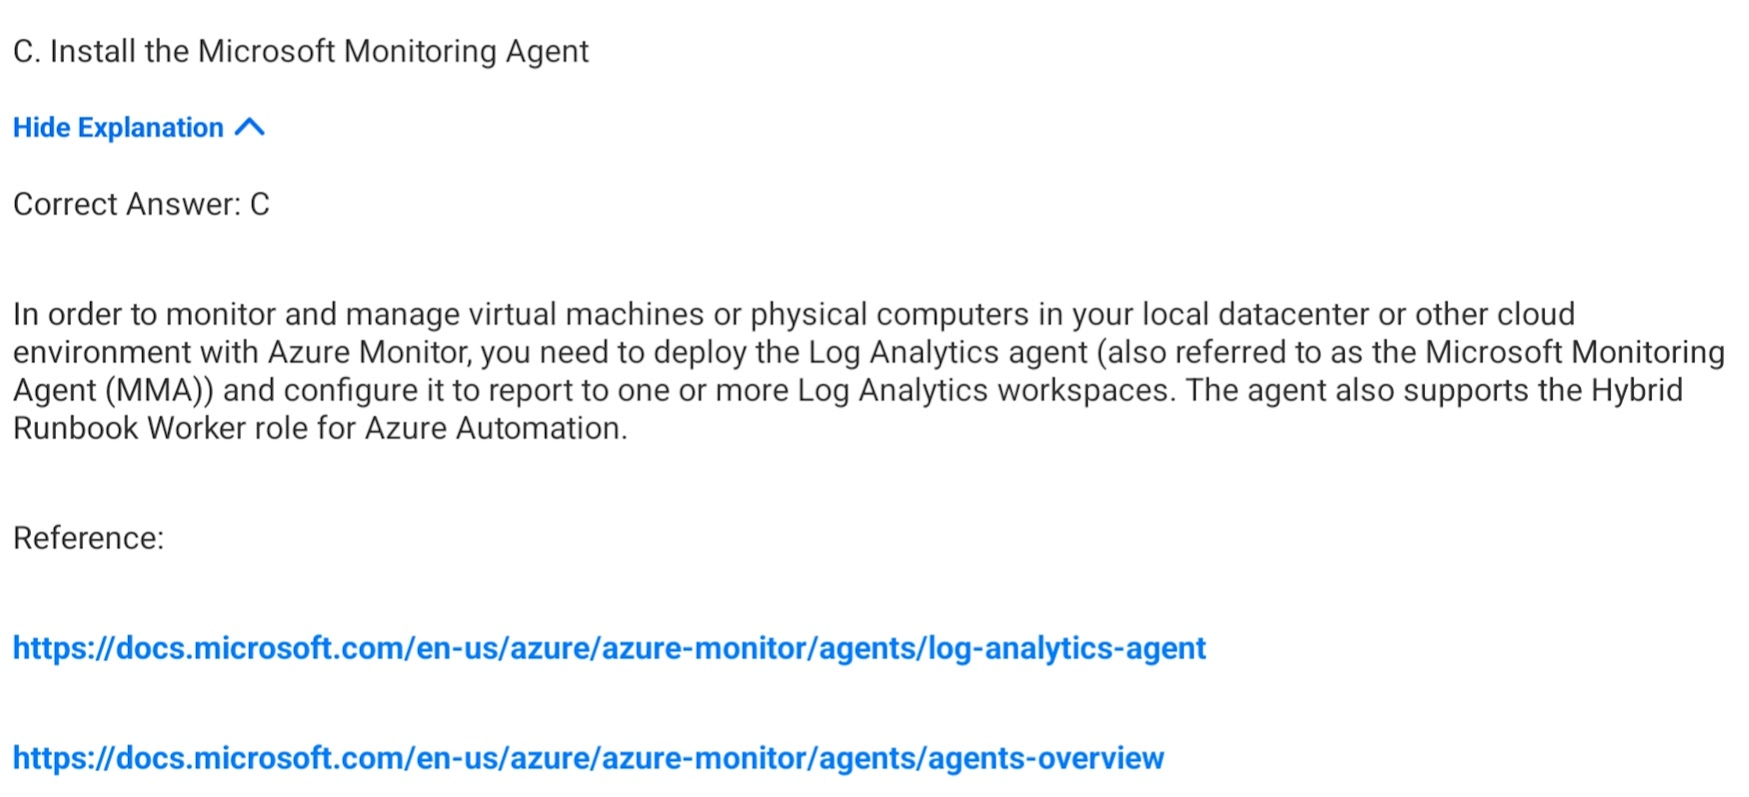 C. Install the Microsoft Monitoring Agent
Hide Explanation
Correct Answer: C
In order to monitor and manage virtual machines or physical computers in your local datacenter or other cloud
environment with Azure Monitor, you need to deploy the Log Analytics agent (also referred to as the Microsoft Monitoring
Agent (MMA)) and configure it to report to one or more Log Analytics workspaces. The agent also supports the Hybrid
Runbook Worker role for Azure Automation.
Reference:
https://docs.microsoft.com/en-us/azure/azure-monitor/agents/log-analytics-agent
https://docs.microsoft.com/en-us/azure/azure-monitor/agents/agents-overview